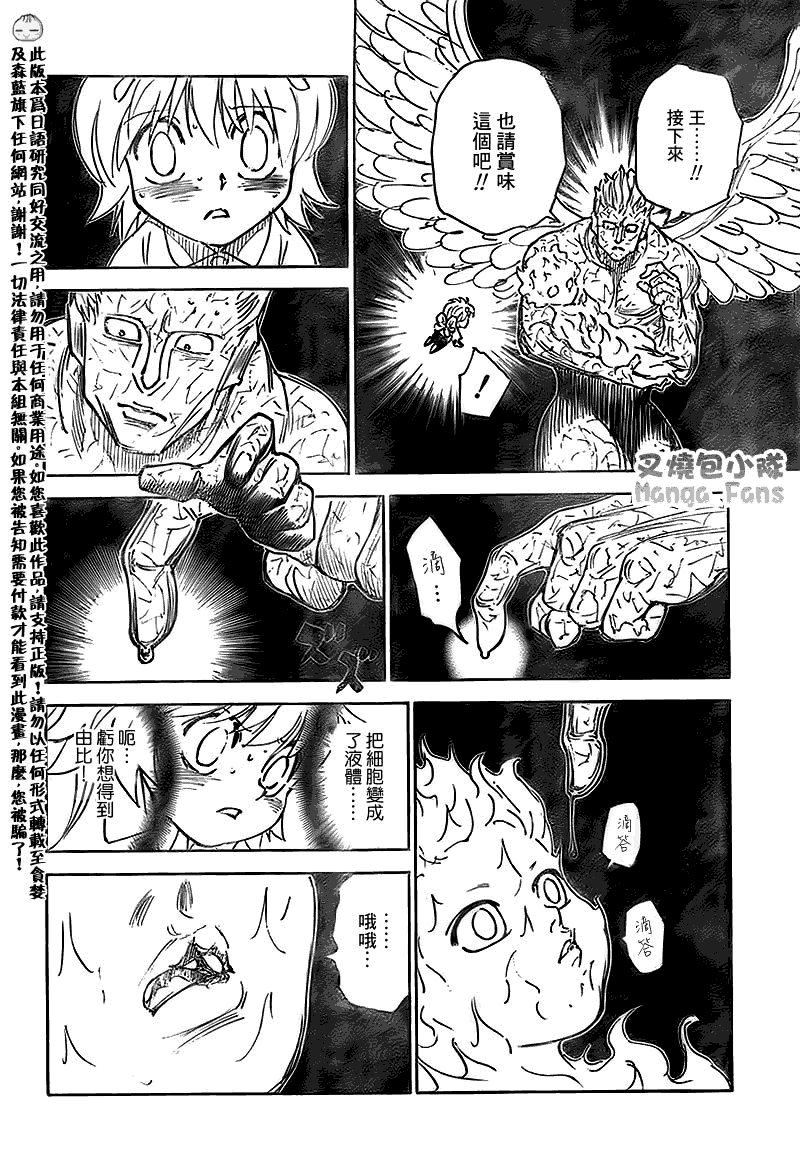 王……!!
接下來
也請賞味
這個吧!!
！
叉燒包小隊
Manga Fans
滴…
ズズ
滴答
滴答
把細胞變成
了液體……
呃…
虧你想得到
由比！
……
哦哦…
此版本爲日語研究同好交流之用，請勿用于任何商業用途。如您喜歡此作品，請支持正版！請勿以任何形式轉載至貪婪
及森藍旗下任何網站，謝謝！一切法律責任與本組無關。如果您被告知需要付款才能看到此漫畫，那麽，您被騙了！